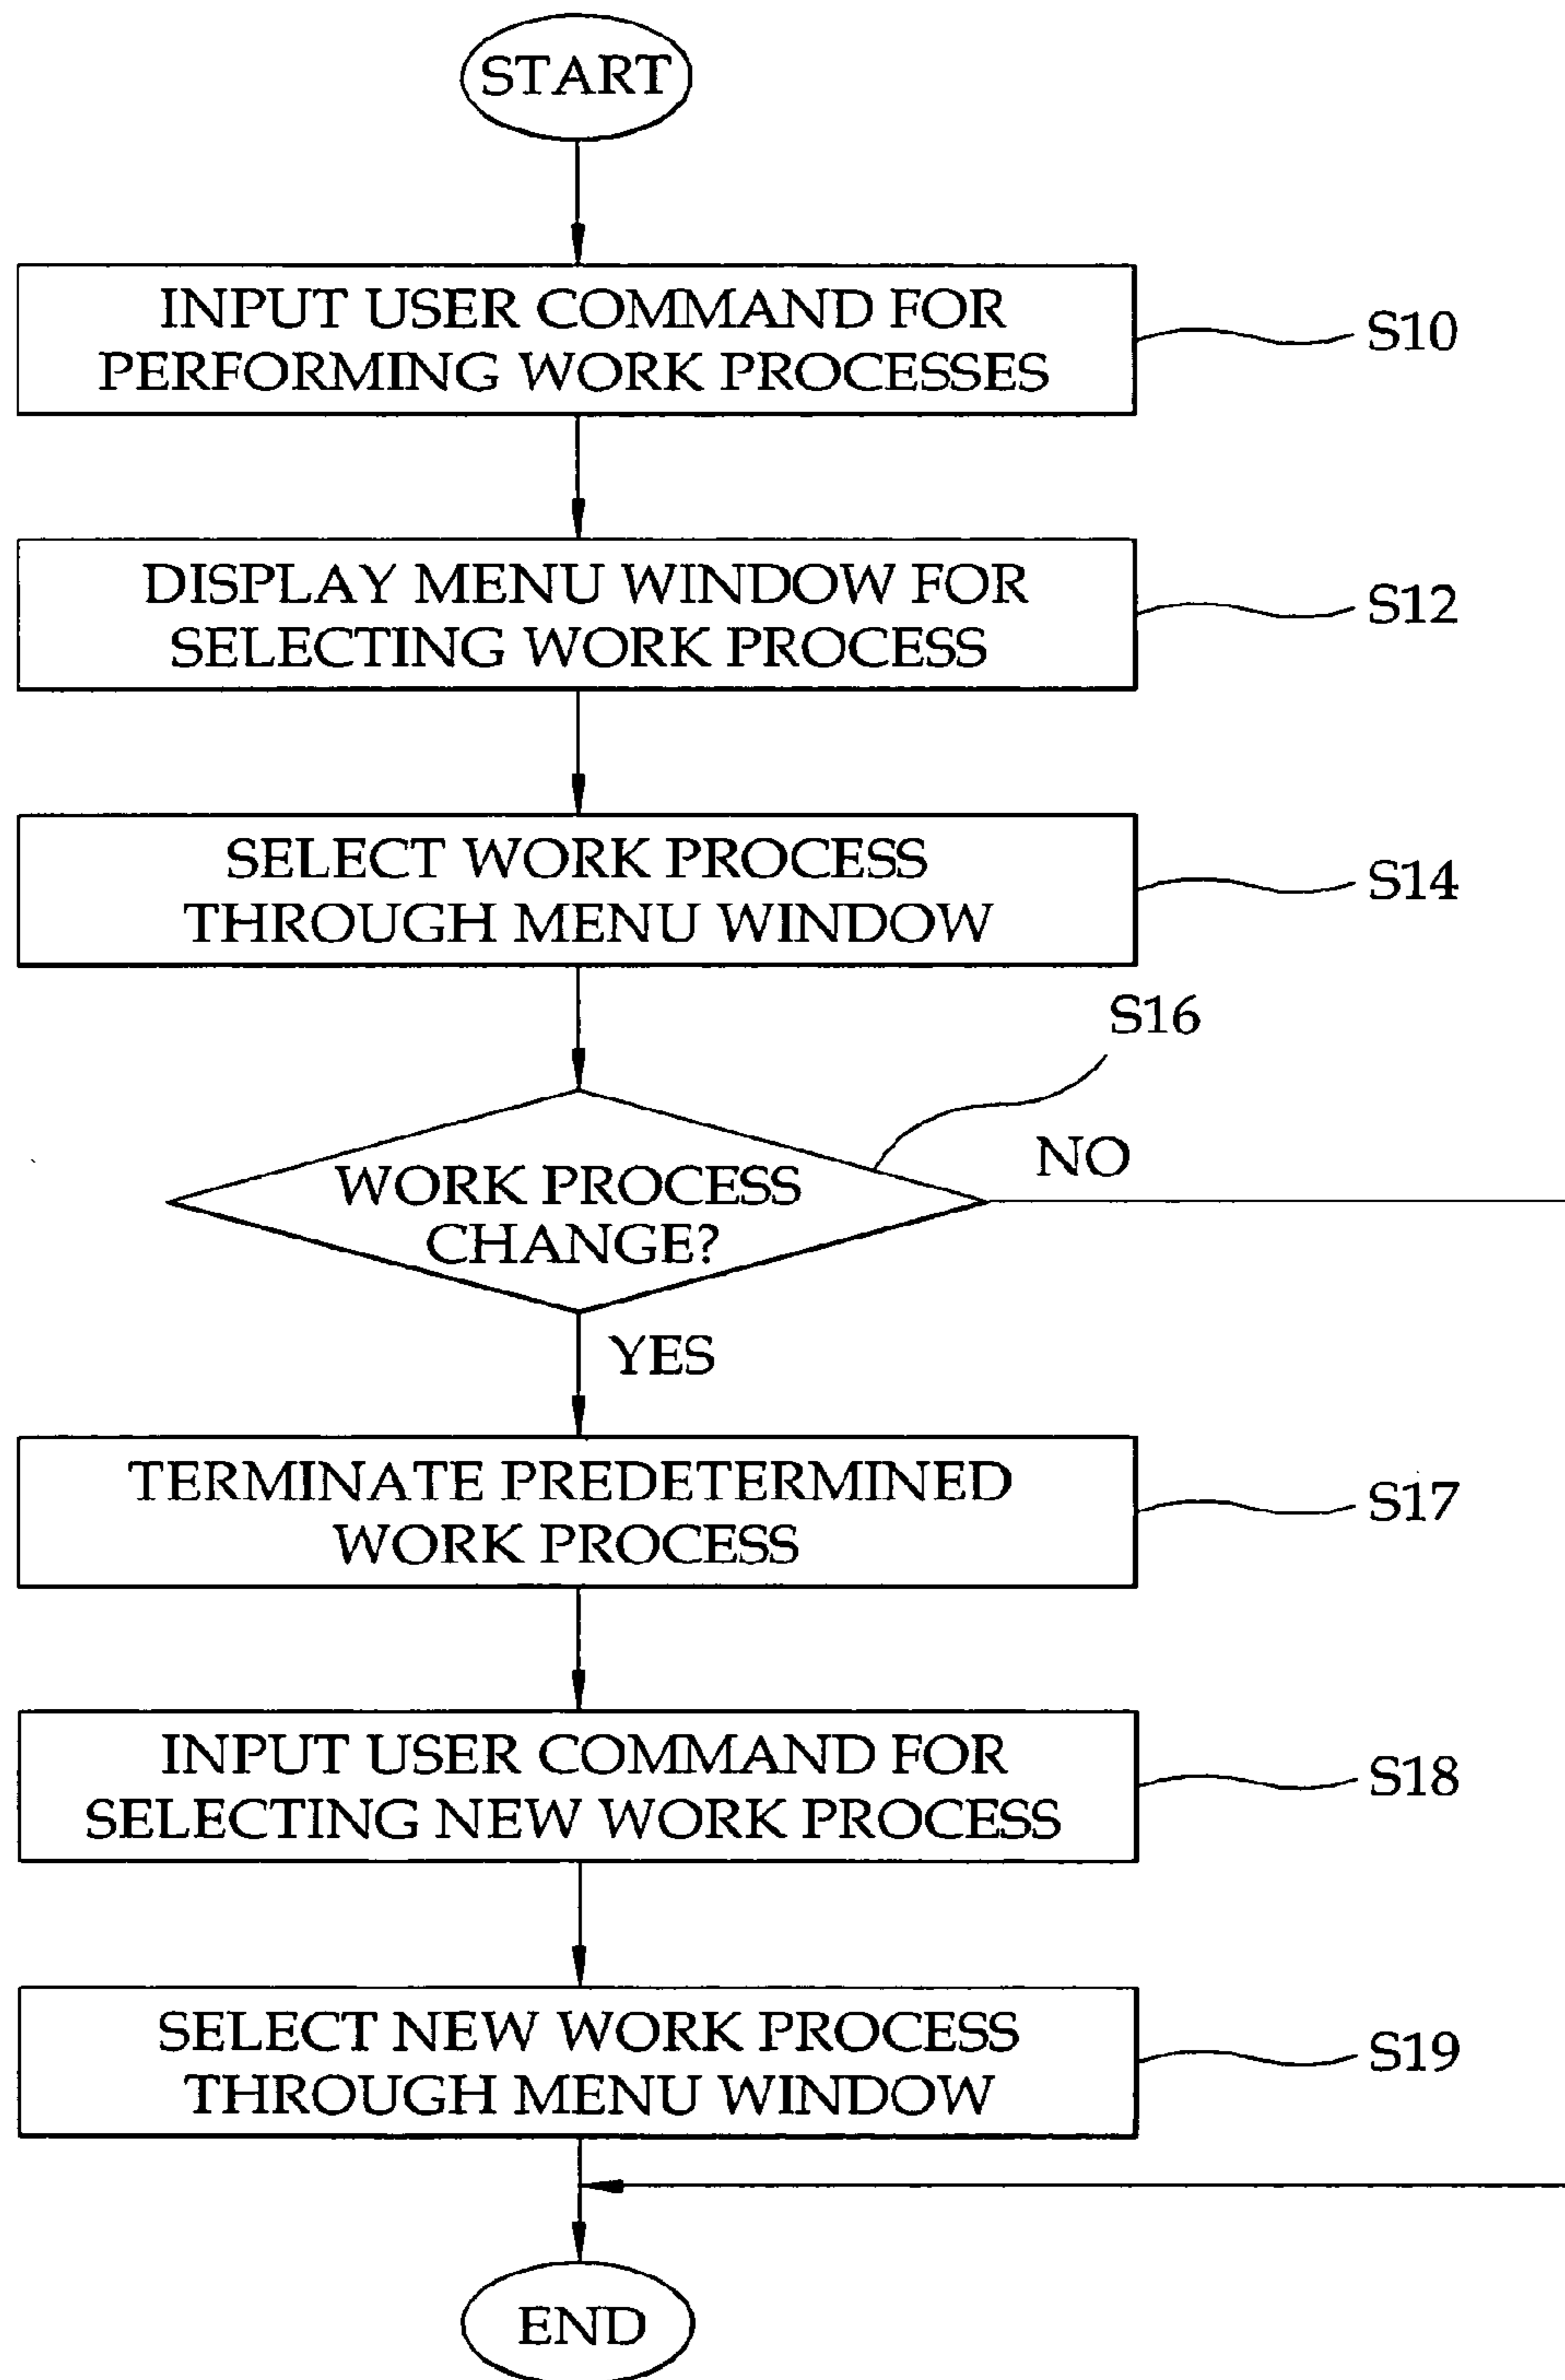 START
INPUT USER COMMAND FOR
PERFORMING WORK PROCESSES
S10
DISPLAY MENU WINDOW FOR
SELECTING WORK PROCESS
S12
SELECT WORK PROCESS
THROUGH MENU WINDOW
S14
S16
WORK PROCESS
CHANGE?
NO
YES
TERMINATE PREDETERMINED
WORK PROCESS
S17
INPUT USER COMMAND FOR
SELECTING NEW WORK PROCESS
S18
SELECT NEW WORK PROCESS
THROUGH MENU WINDOW
S19
END